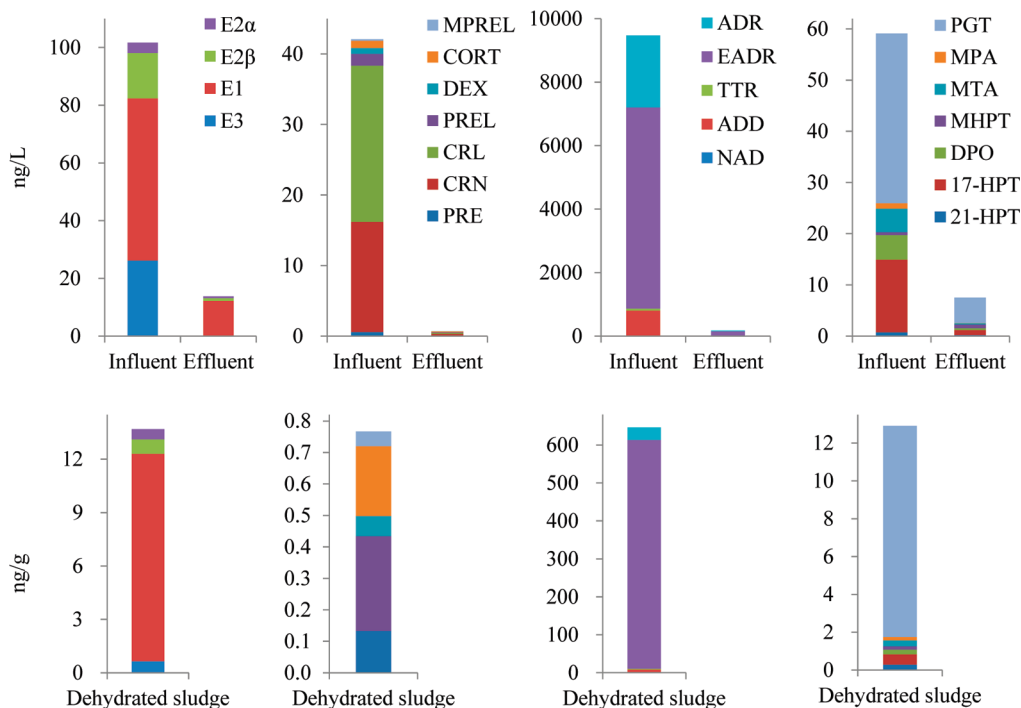 ng/L
100
80
60
40
20
0
E2α
E2β
E1
E3
Influent Effluent
40
30
20
10
0
MPREL
CORT
DEX
PREL
CRL
CRN
PRE
Influent Effluent
10000
8000
6000
4000
2000
0
ADR
EADR
TTR
ADD
NAD
Influent Effluent
60
50
40
30
20
10
0
PGT
MPA
MTA
MHPT
DPO
17-HPT
21-HPT
Influent Effluent
ng/g
12
9
6
3
0
Dehydrated sludge
0.8
0.7
0.6
0.5
0.4
0.3
0.2
0.1
0.0
Dehydrated sludge
600
500
400
300
200
100
0
Dehydrated sludge
12
10
8
6
4
2
0
Dehydrated sludge